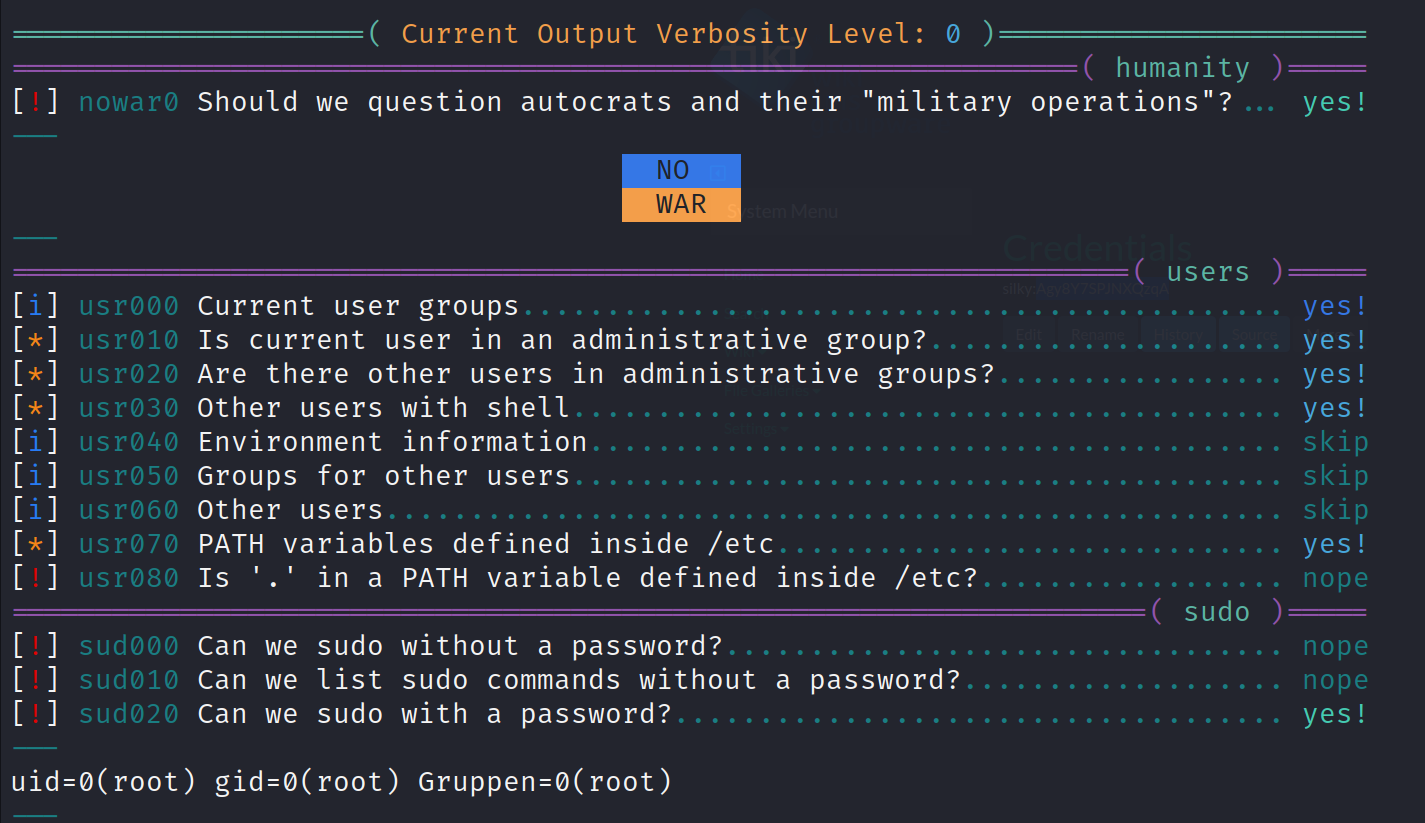 ( Current Output Verbosity Level: 0 )
( humanity )
[!] nowar0 Should we question autocrats and their "military operations"?... yes!
---
NO
WAR
---
( users )
[i] usr000 Current user groups............................................. yes!
[*] usr010 Is current user in an administrative group?..................... yes!
[*] usr020 Are there other users in administrative groups?................. yes!
[*] usr030 Other users with shell.......................................... yes!
[i] usr040 Environment information......................................... skip
[i] usr050 Groups for other users.......................................... skip
[i] usr060 Other users..................................................... skip
[*] usr070 PATH variables defined inside /etc.............................. yes!
[!] usr080 Is '.' in a PATH variable defined inside /etc?.................. nope
( sudo )
[!] sud000 Can we sudo without a password?................................. nope
[!] sud010 Can we list sudo commands without a password?................... nope
[!] sud020 Can we sudo with a password?.................................... yes!
---
uid=0(root) gid=0(root) Gruppen=0(root)
---
System Menu
Credentials